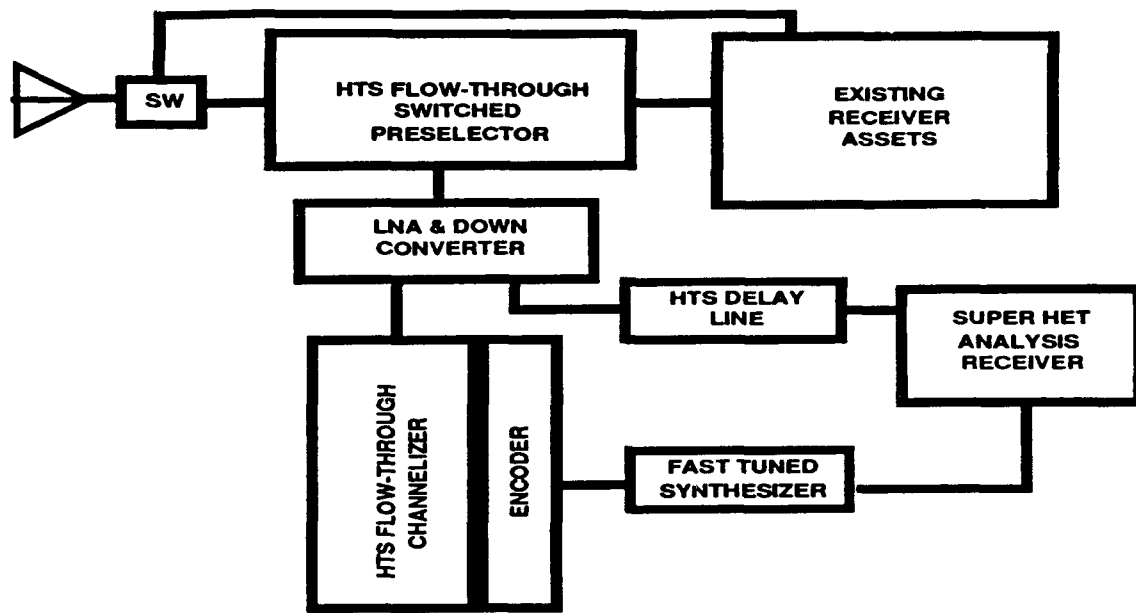 SW
HTS FLOW-THROUGH
SWITCHED
PRESELECTOR
EXISTING
RECEIVER
ASSETS
LNA & DOWN
CONVERTER
HTS DELAY
LINE
SUPER HET
ANALYSIS
RECEIVER
HTS FLOW-THROUGH
CHANNELIZER
ENCODER
FAST TUNED
SYNTHESIZER